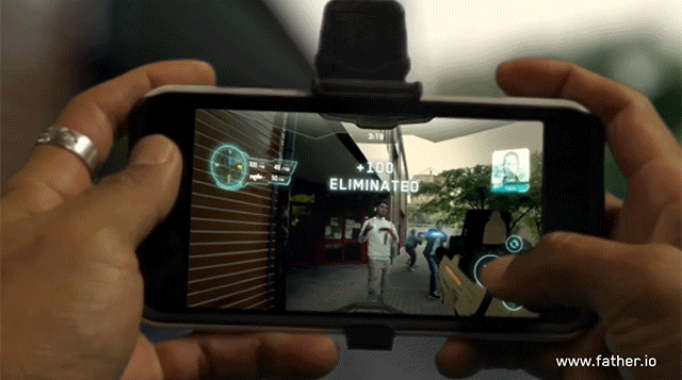 3:19
+100
ELIMINATED
www.father.io